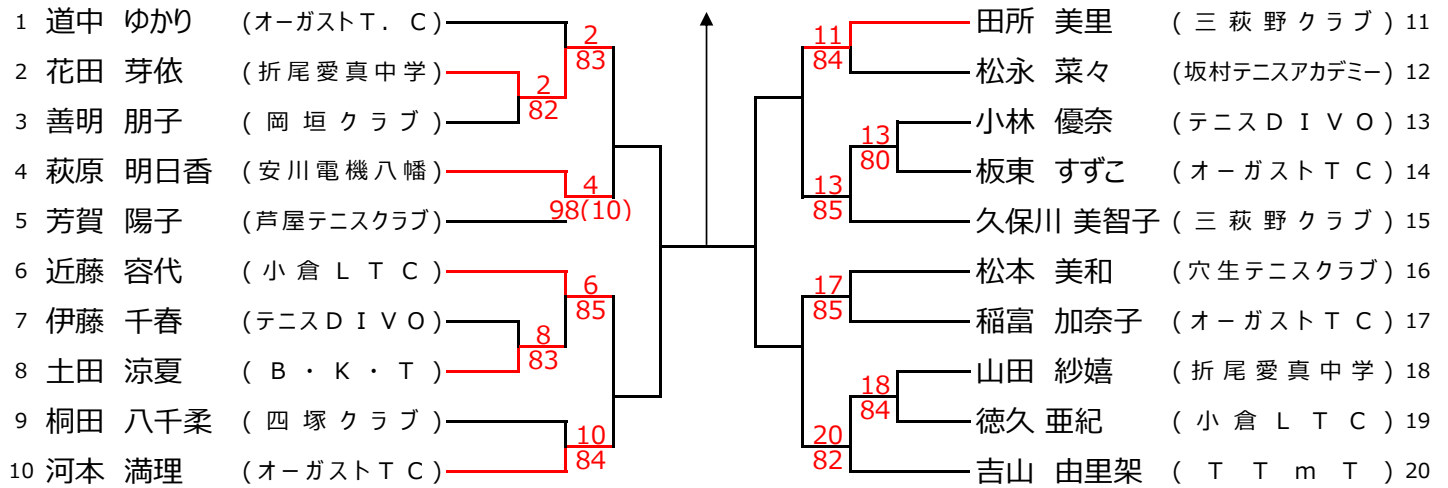 1 道中 ゆかり (オーガストT. C)
2 花田 芽依 (折尾愛真中学)
3 善明 朋子 (岡垣クラブ)
4 萩原 明日香 (安川電機八幡)
5 芳賀 陽子 (芦屋テニスクラブ)
6 近藤 容代 (小倉LTC)
7 伊藤 千春 (テニスDIVO)
8 土田 涼夏 (B・K・T)
9 桐田 八千柔 (四塚クラブ)
10 河本 満理 (オーガストTC)
2
83
2
82
4
98(10)
6
85
8
83
10
84
11
84
13
80
13
85
17
85
18
84
20
82
田所 美里 (三萩野クラブ) 11
松永 菜々 (坂村テニスアカデミー) 12
小林 優奈 (テニスDIVO) 13
板東 すずこ (オーガストTC) 14
久保川 美智子 (三萩野クラブ) 15
松本 美和 (穴生テニスクラブ) 16
稲富 加奈子 (オーガストTC) 17
山田 紗嬉 (折尾愛真中学) 18
徳久 亜紀 (小倉LTC) 19
吉山 由里架 (TTmT) 20